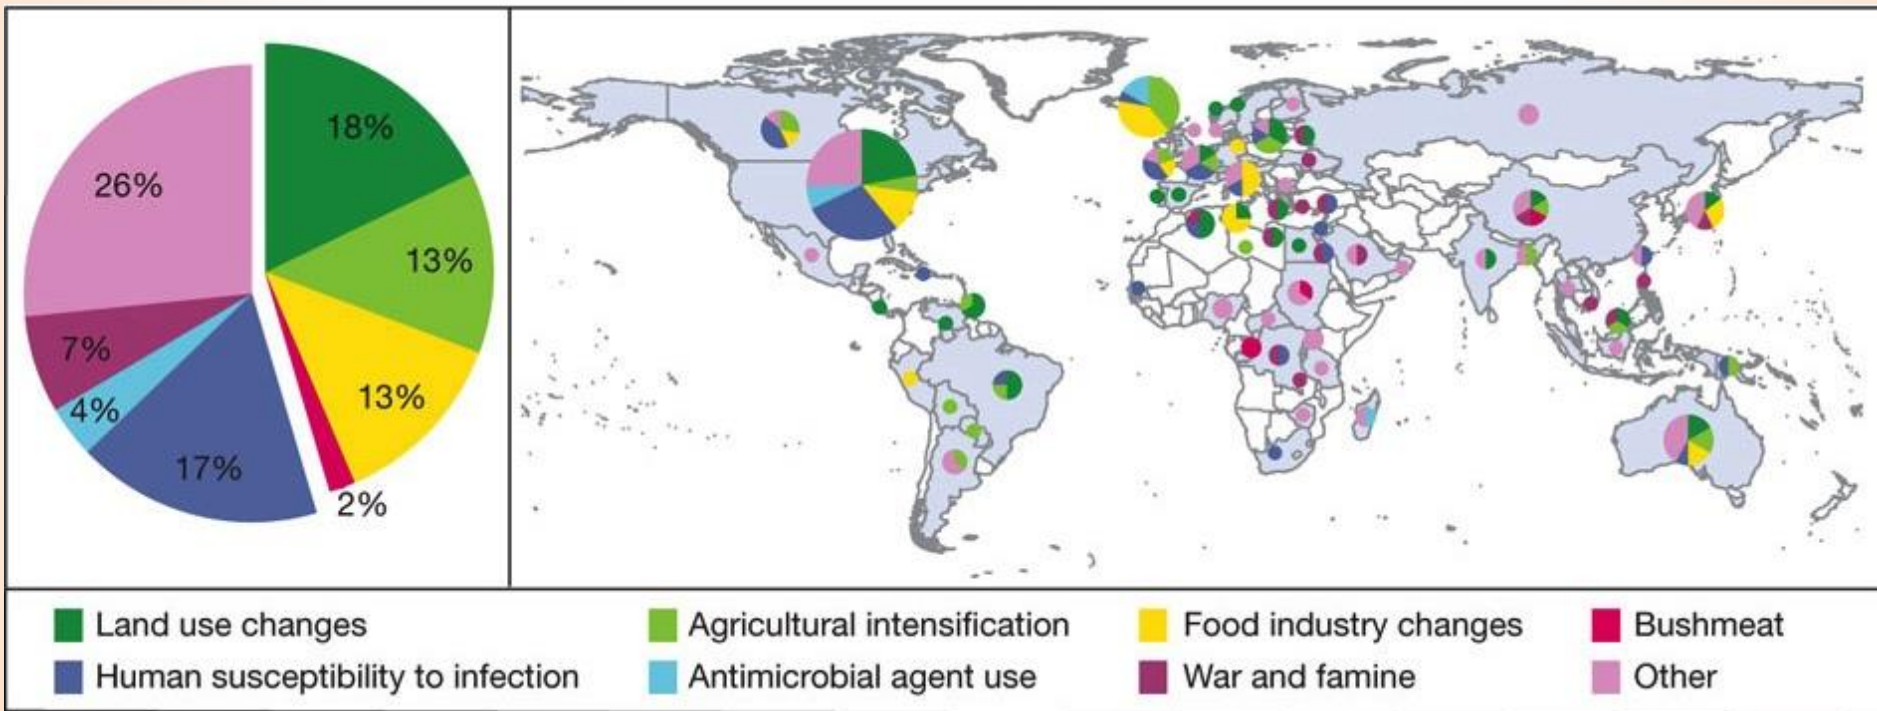 18%
26%
13%
7%
13%
4%
17%
2%
Land use changes
Agricultural intensification
Food industry changes
Bushmeat
Human susceptibility to infection
Antimicrobial agent use
War and famine
Other